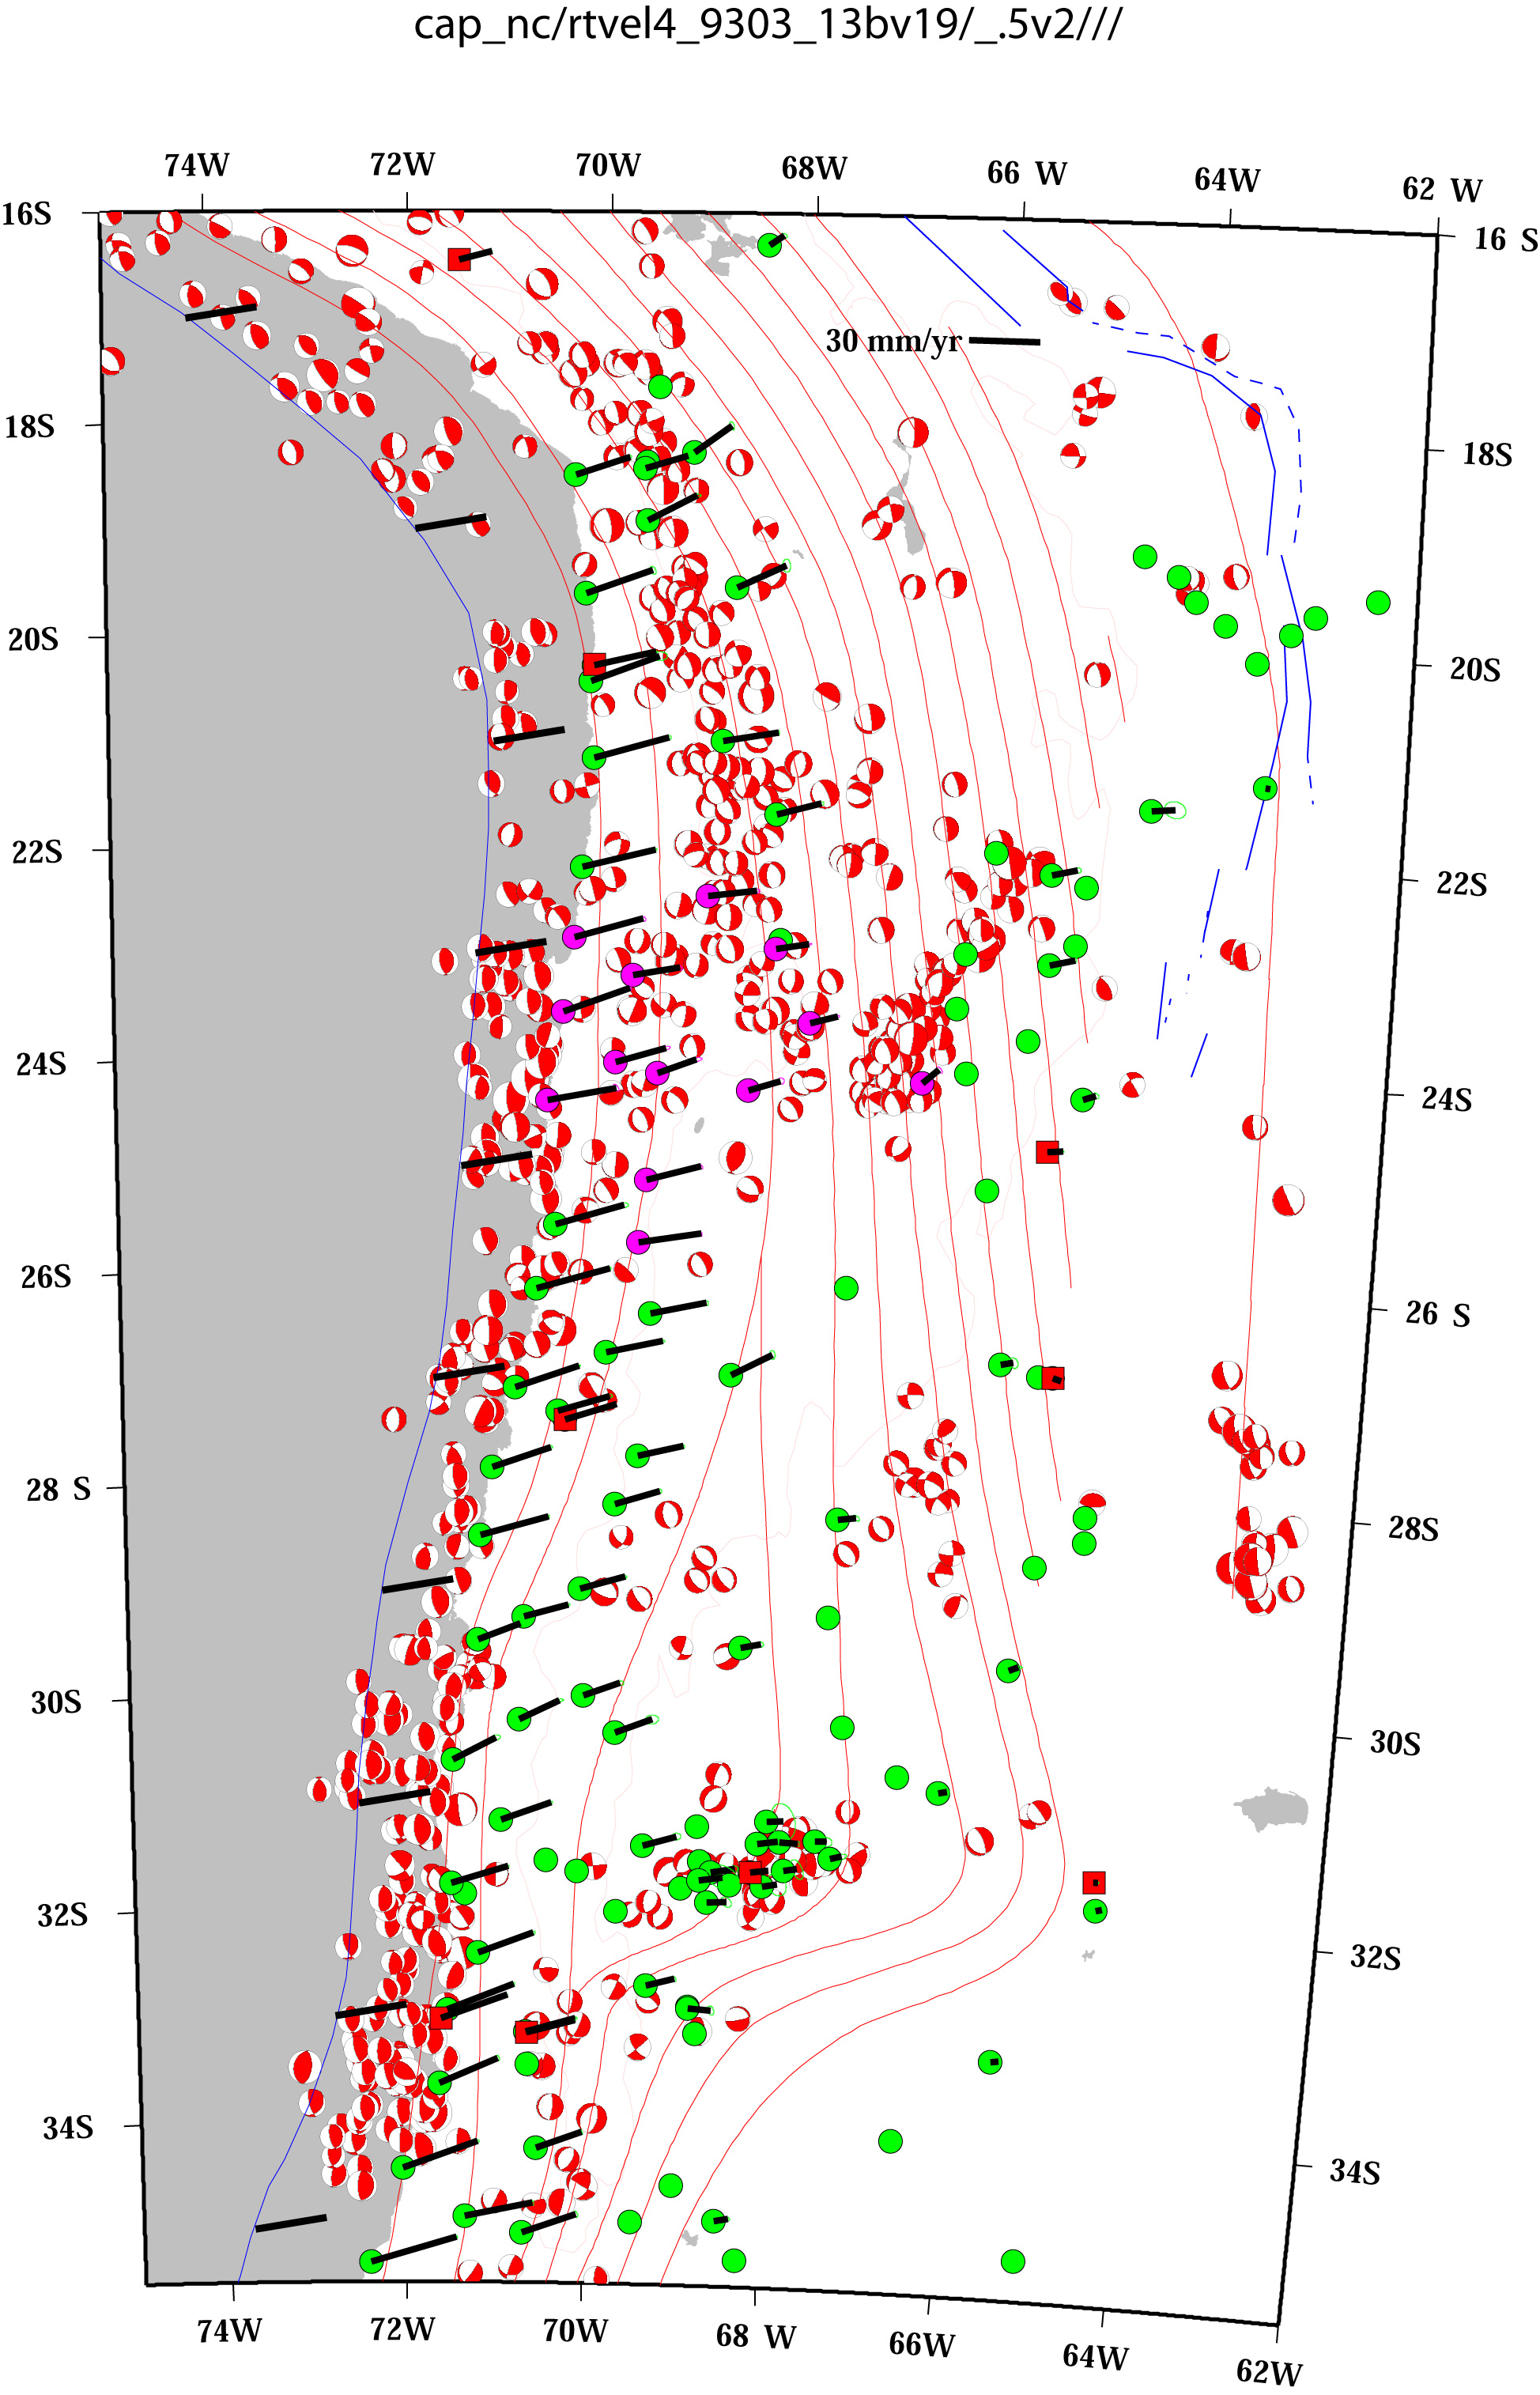 cap_nc/rtvel4_9303_13bv19/_.5v2///
74W 72W 70W 68W 66 W 64W 62 W
16S 16 S
30 mm/yr
18S 18S
20S 20S
22S 22S
24S 24S
26S 26 S
28 S 28S
30S 30S
32S 32S
34S 34S
74W 72W 70W 68 W 66W 64W 62W